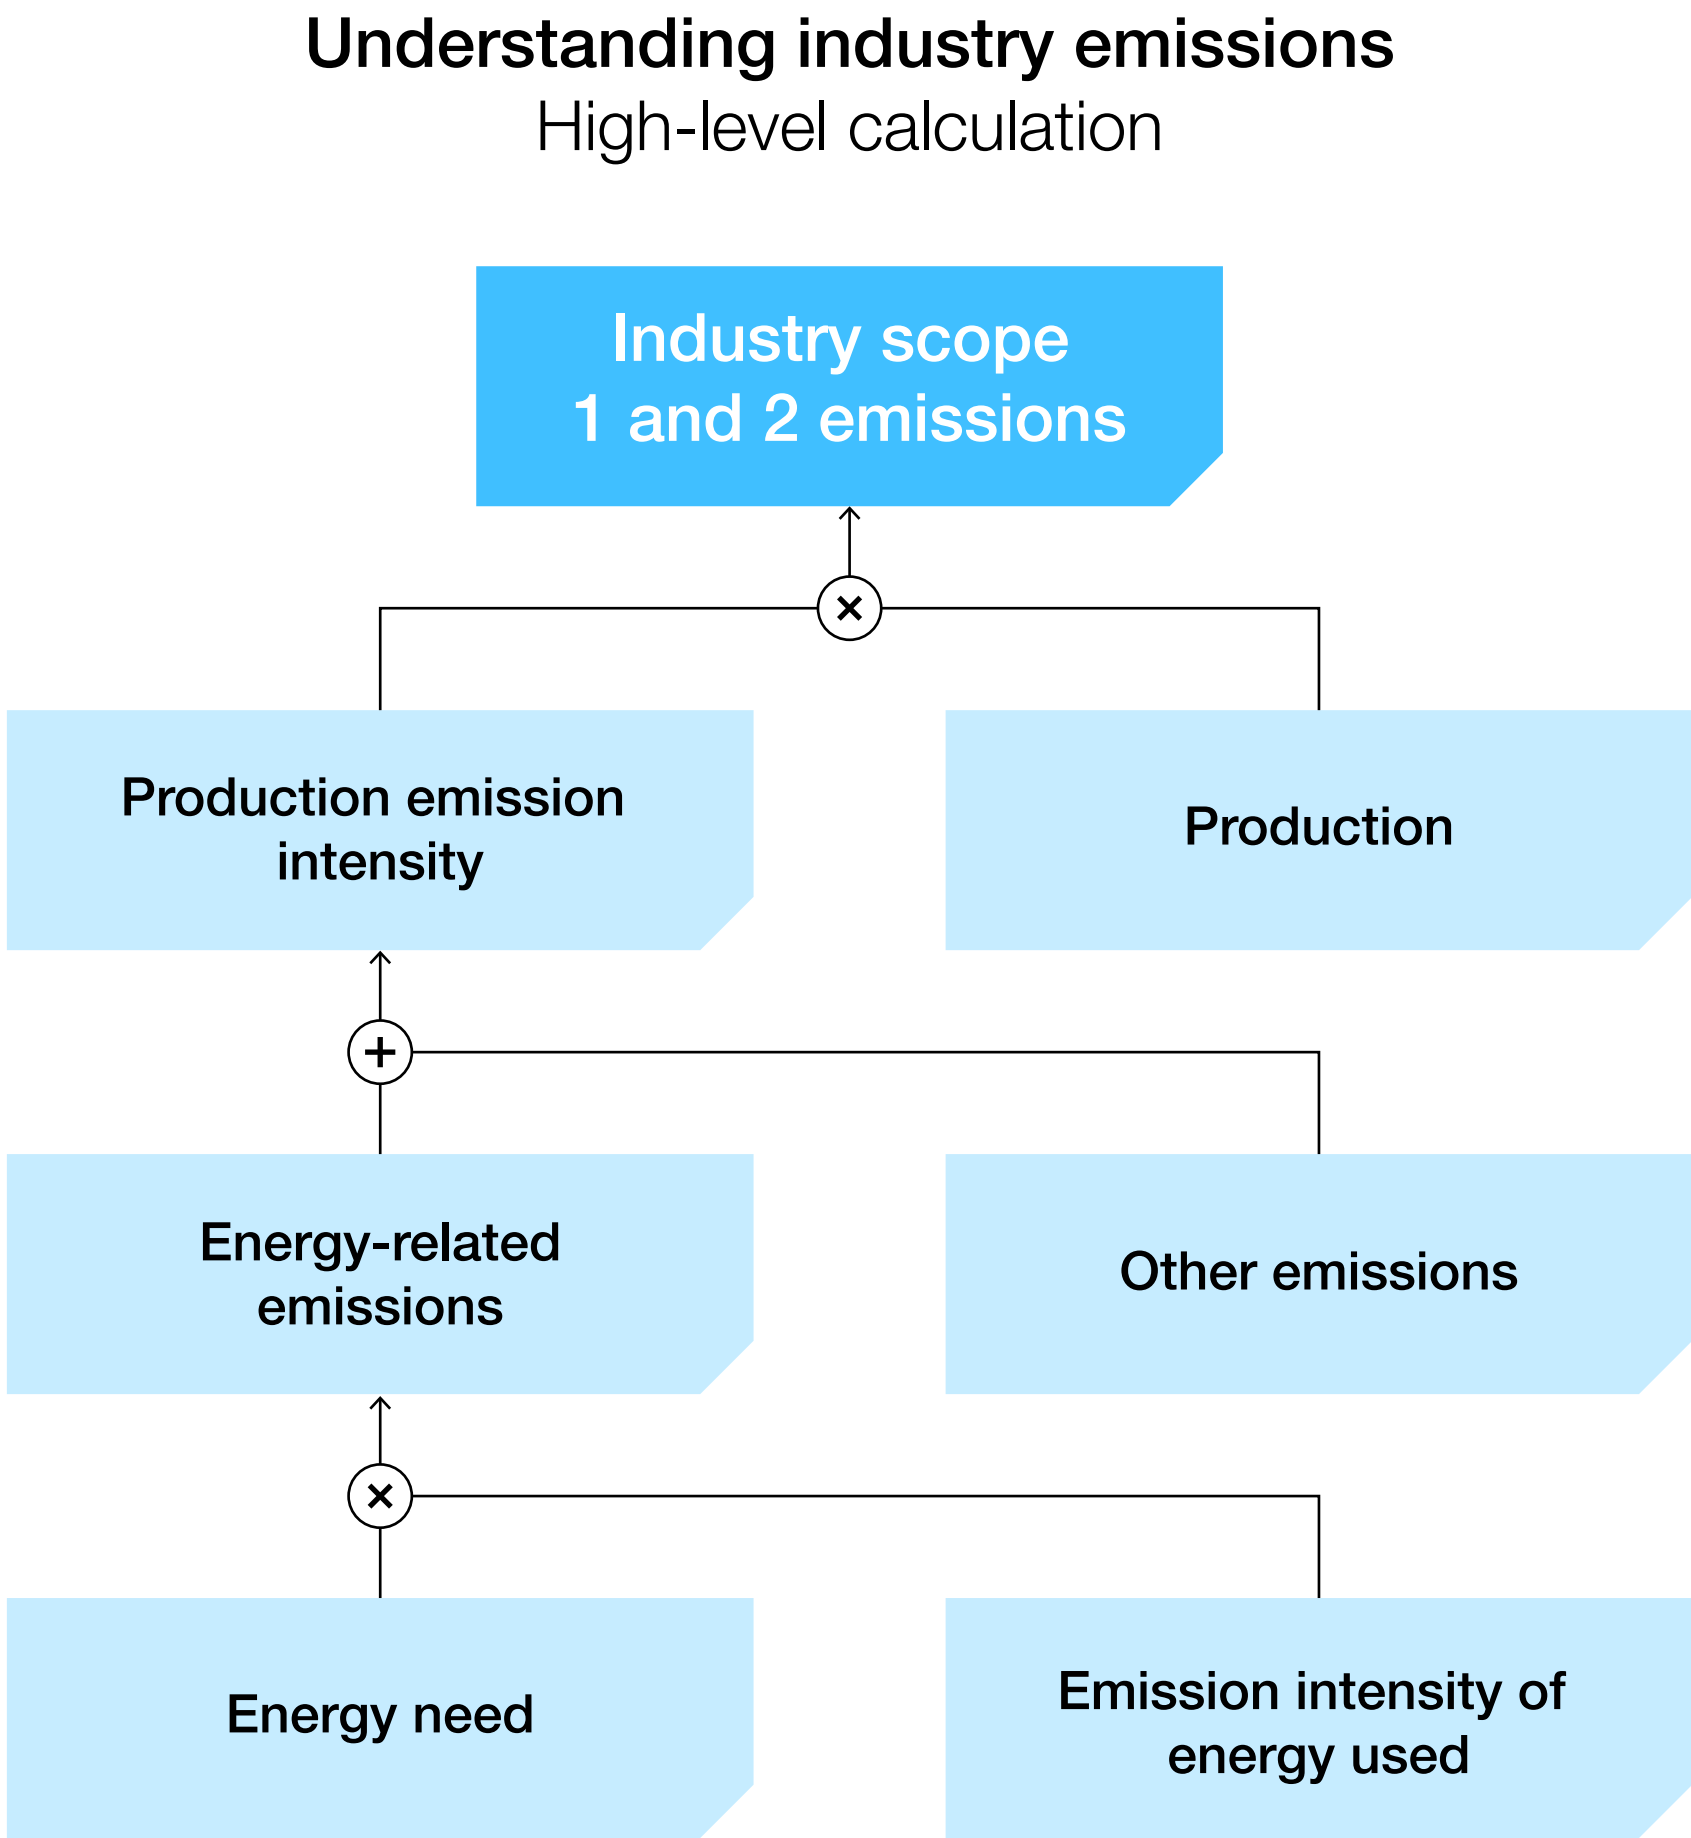 Understanding industry emissions
High-level calculation
Industry scope
1 and 2 emissions
×
Production emission
intensity
Production
+
Energy-related
emissions
Other emissions
×
Energy need
Emission intensity of
energy used